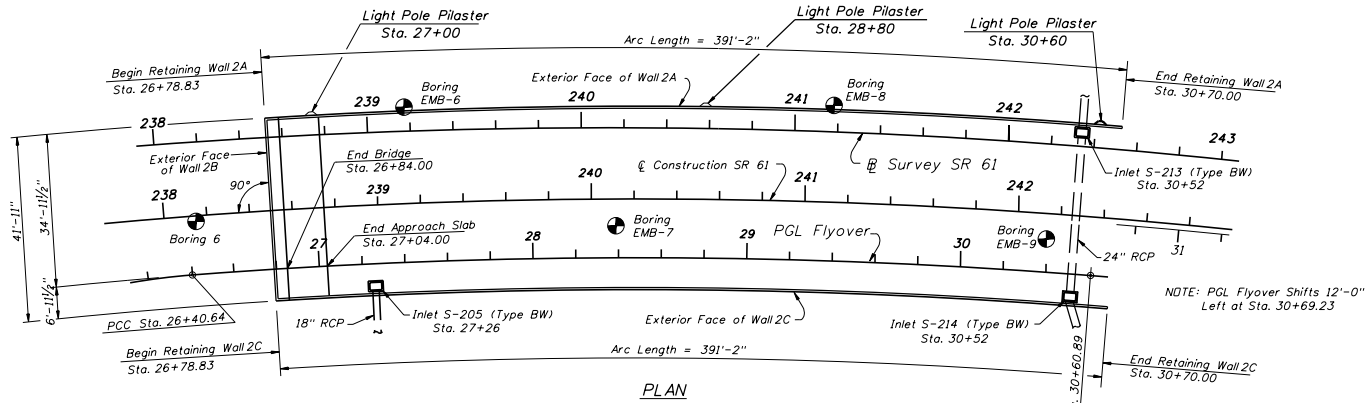 Light Pole Pilaster
Sta. 27+00
Light Pole Pilaster
Sta. 28+80
Light Pole Pilaster
Sta. 30+60
Arc Length = 391'-2"
Begin Retaining Wall 2A
Sta. 26+78.83
End Retaining Wall 2A
Sta. 30+70.00
Boring
EMB-6
Exterior Face of Wall 2A
Boring
EMB-8
238
239
240
241
242
243
Exterior Face
of Wall 2B
End Bridge
Sta. 26+84.00
℄ Construction SR 61
Survey SR 61
Inlet S-213 (Type BW)
Sta. 30+52
90°
238
239
240
241
242
41'-11"
34'-11½"
6'-11½"
Boring 6
End Approach Slab
Sta. 27+04.00
Boring
EMB-7
PGL Flyover
Boring
EMB-9
24" RCP
27
28
29
30
31
NOTE: PGL Flyover Shifts 12'-0"
Left at Sta. 30+69.23
PCC Sta. 26+40.64
18" RCP
Inlet S-205 (Type BW)
Sta. 27+26
Exterior Face of Wall 2C
Inlet S-214 (Type BW)
Sta. 30+52
Begin Retaining Wall 2C
Sta. 26+78.83
Arc Length = 391'-2"
30+60.89
End Retaining Wall 2C
Sta. 30+70.00
PLAN